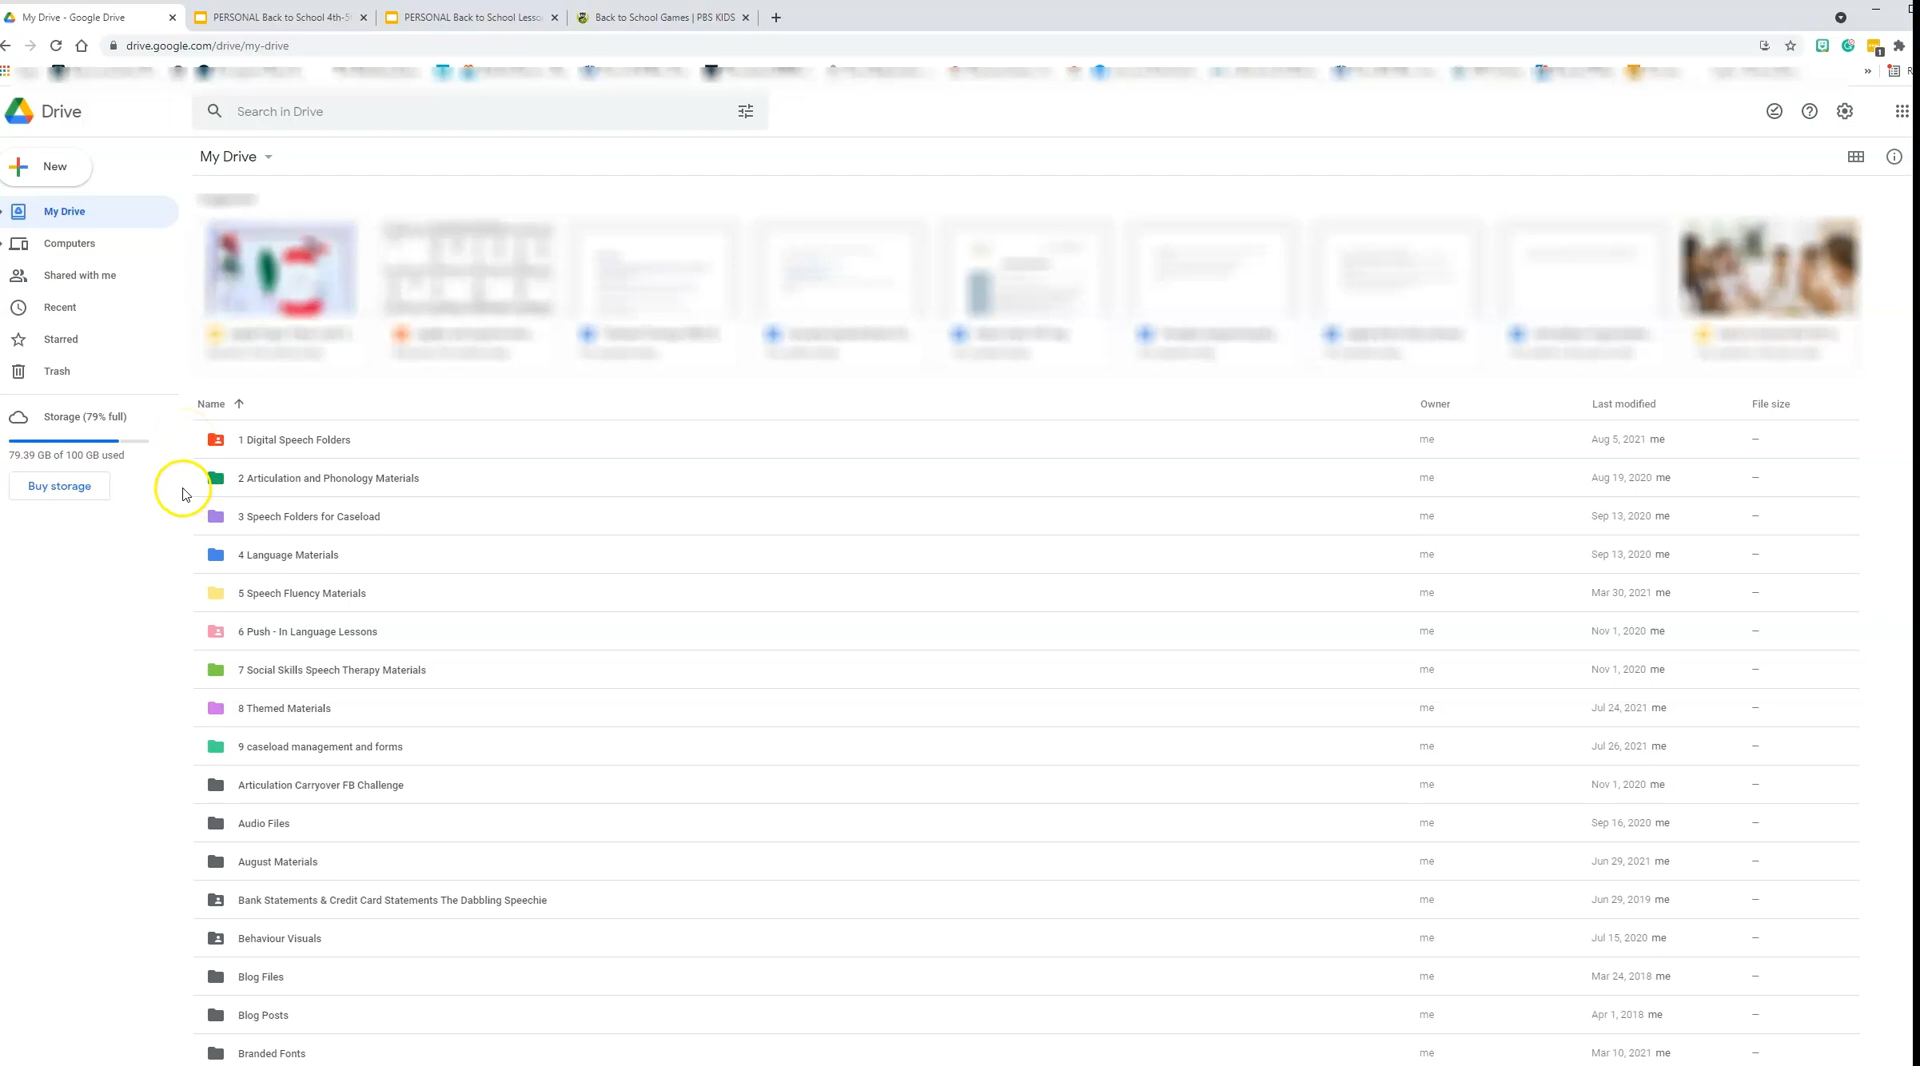 My Drive - Google Drive
PERSONAL Back to School 4th-5t
PERSONAL Back to School Lesso
Back to School Games | PBS KIDS
drive.google.com/drive/my-drive
1
Drive
Search in Drive
New
My Drive
My Drive
Computers
Shared with me
Recent
Starred
Trash
Storage (79% full)
79.39 GB of 100 GB used
Buy storage
Name Owner Last modified File size
1 Digital Speech Folders me Aug 5, 2021 me –
2 Articulation and Phonology Materials me Aug 19, 2020 me –
3 Speech Folders for Caseload me Sep 13, 2020 me –
4 Language Materials me Sep 13, 2020 me –
5 Speech Fluency Materials me Mar 30, 2021 me –
6 Push - In Language Lessons me Nov 1, 2020 me –
7 Social Skills Speech Therapy Materials me Nov 1, 2020 me –
8 Themed Materials me Jul 24, 2021 me –
9 caseload management and forms me Jul 26, 2021 me –
Articulation Carryover FB Challenge me Nov 1, 2020 me –
Audio Files me Sep 16, 2020 me –
August Materials me Jun 29, 2021 me –
Bank Statements & Credit Card Statements The Dabbling Speechie me Jun 29, 2019 me –
Behaviour Visuals me Jul 15, 2020 me –
Blog Files me Mar 24, 2018 me –
Blog Posts me Apr 1, 2018 me –
Branded Fonts me Mar 10, 2021 me –